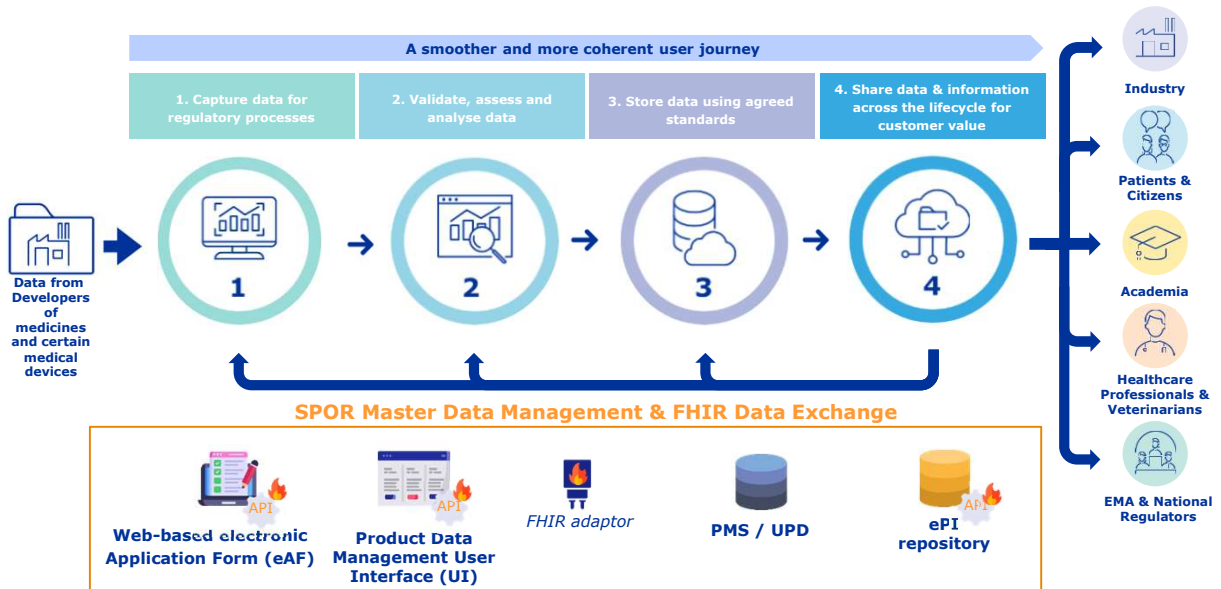 A smoother and more coherent user journey
1. Capture data for
regulatory processes
2. Validate, assess and
analyse data
3. Store data using agreed
standards
4. Share data & information
across the lifecycle for
customer value
Data from
Developers
of
medicines
and certain
medical
devices
1
2
3
4
Industry
Patients &
Citizens
Academia
Healthcare
Professionals &
Veterinarians
EMA & National
Regulators
SPOR Master Data Management & FHIR Data Exchange
API
Web-based electronic
Application Form (eAF)
API
Product Data
Management User
Interface (UI)
FHIR adaptor
PMS / UPD
API
ePI
repository